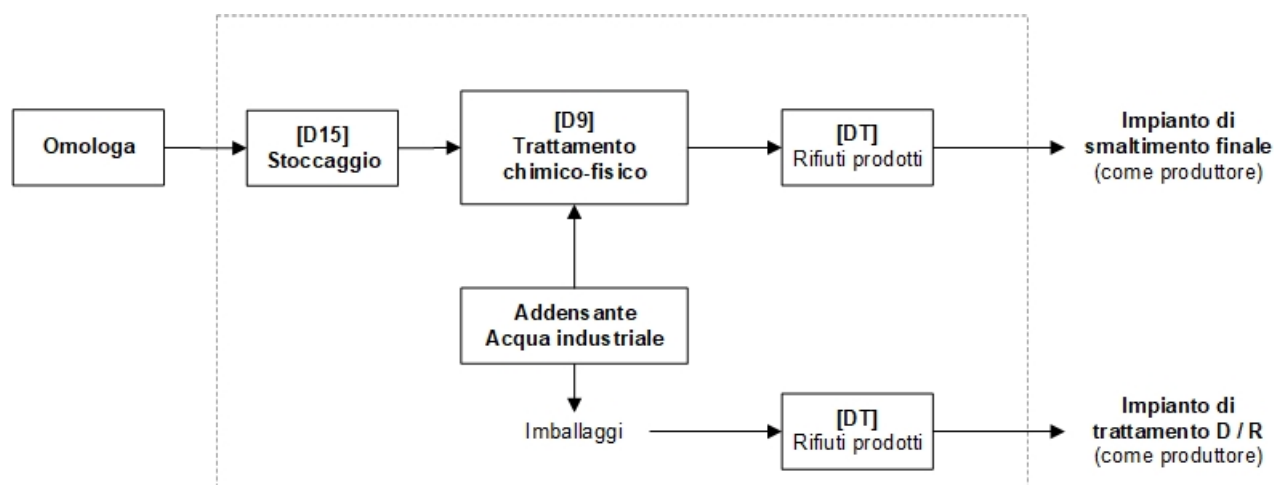 Omologa
[D15]
Stoccaggio
[D9]
Trattamento
chimico-fisico
[DT]
Rifiuti prodotti
Impianto di
smaltimento finale
(come produttore)
Addensante
Acqua industriale
Imballaggi
[DT]
Rifiuti prodotti
Impianto di
trattamento D / R
(come produttore)